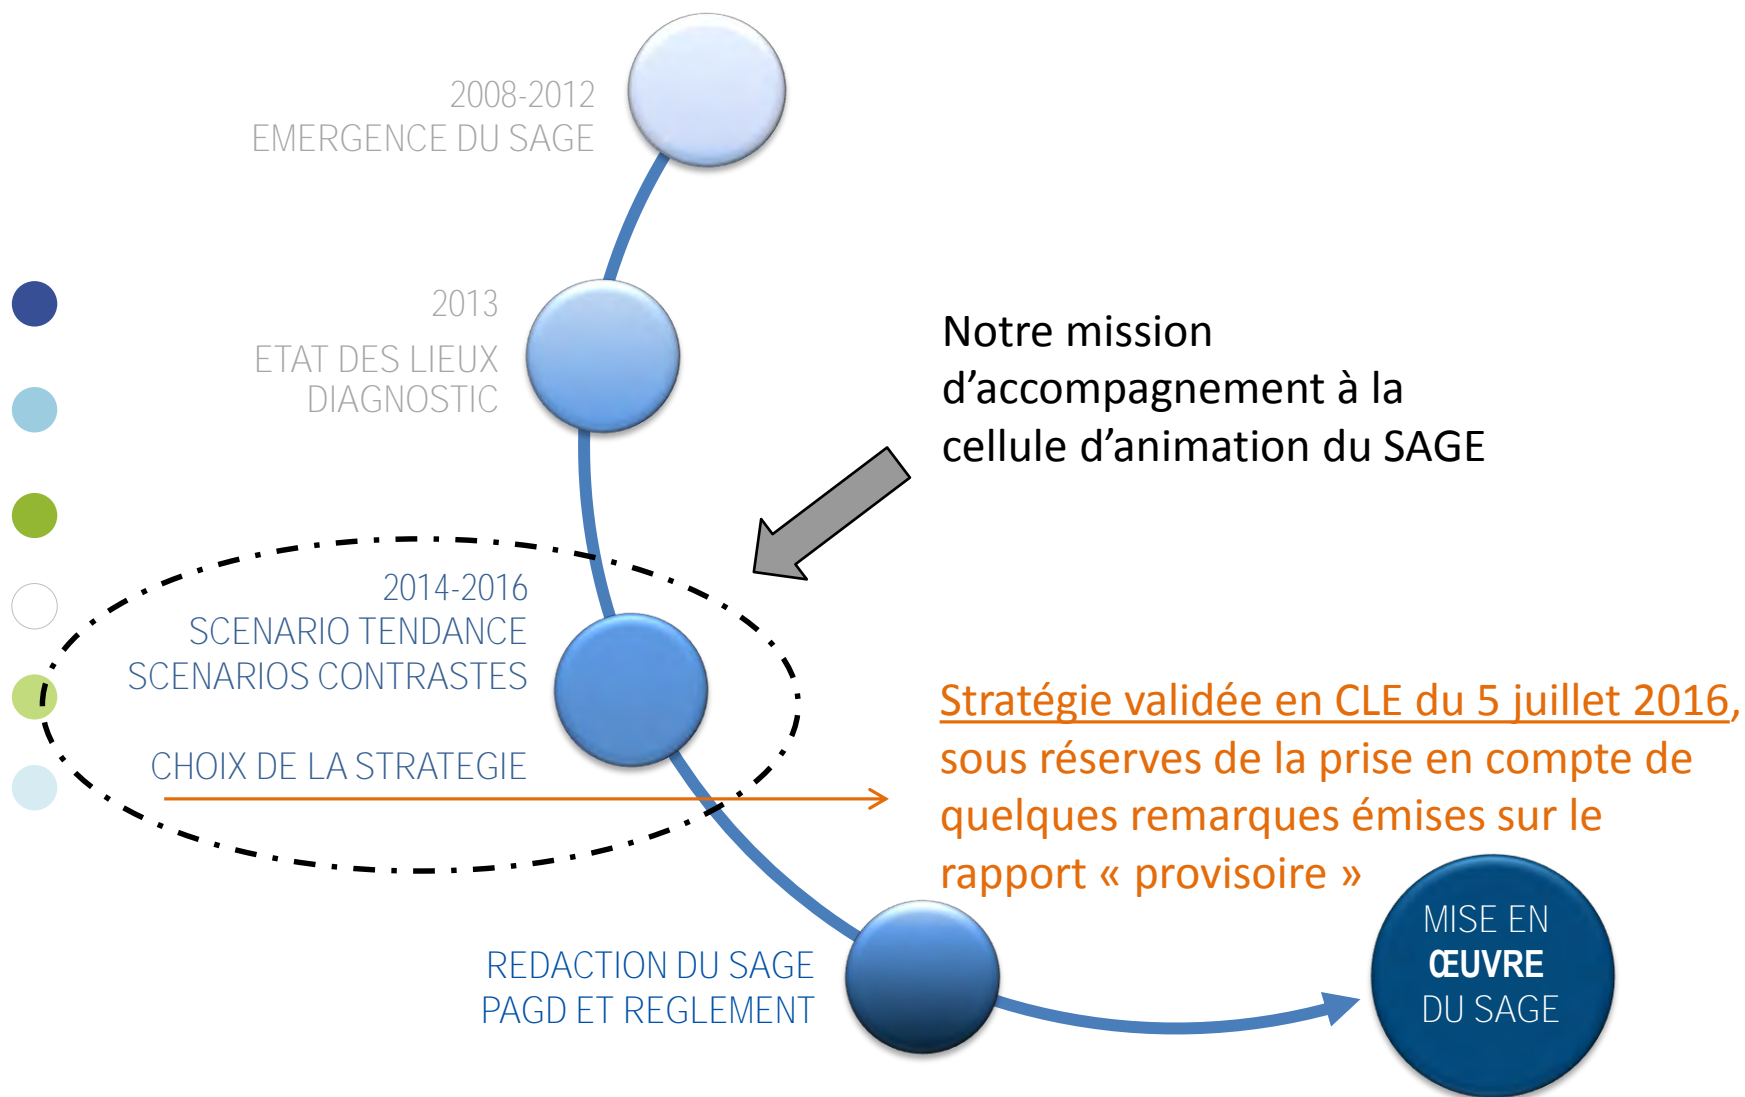 2008-2012
EMERGENCE DU SAGE
2013
ETAT DES LIEUX
DIAGNOSTIC
Notre mission
d’accompagnement à la
cellule d’animation du SAGE
2014-2016
SCENARIO TENDANCE
SCENARIOS CONTRASTES
CHOIX DE LA STRATEGIE
Stratégie validée en CLE du 5 juillet 2016,
sous réserves de la prise en compte de
quelques remarques émises sur le
rapport « provisoire »
REDACTION DU SAGE
PAGD ET REGLEMENT
MISE EN
ŒUVRE
DU SAGE